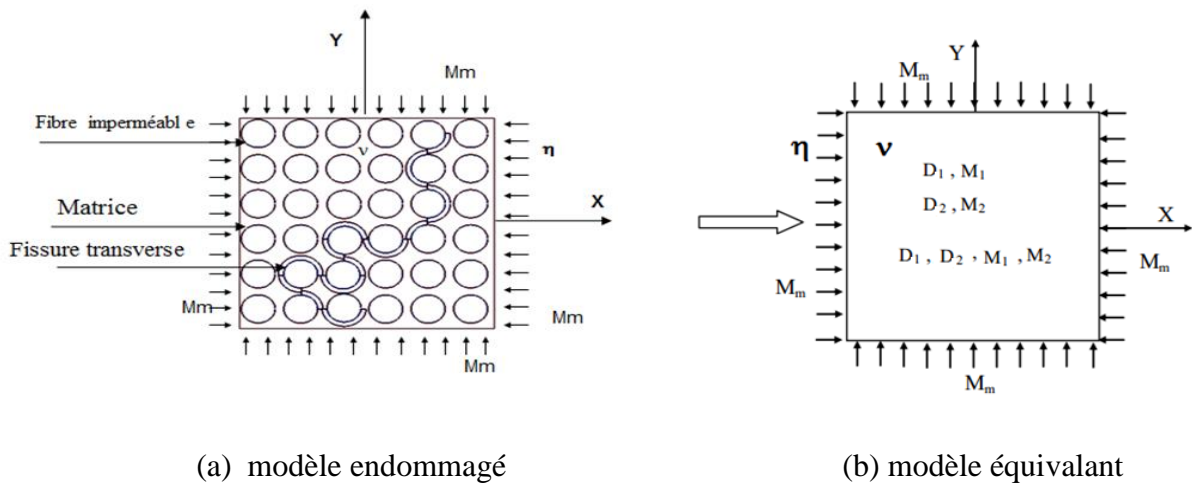 Y
Mm
Fibre imperméabl e
ν
η
X
Matrice
Fissure transverse
Mm
Mm
Mm
(a) modèle endommagé
Y
Mm
η
ν
D1 , M1
D2 , M2
X
D1 , D2 , M1 , M2
Mm
Mm
Mm
(b) modèle équivalant